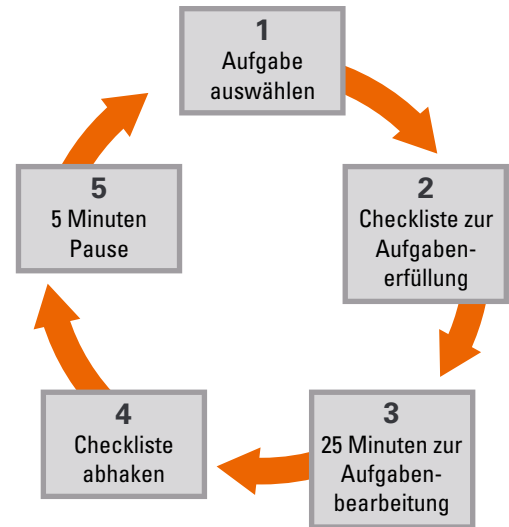 1
Aufgabe
auswählen
2
Checkliste zur
Aufgaben-
erfüllung
3
25 Minuten zur
Aufgaben-
bearbeitung
4
Checkliste
abhaken
5
5 Minuten
Pause